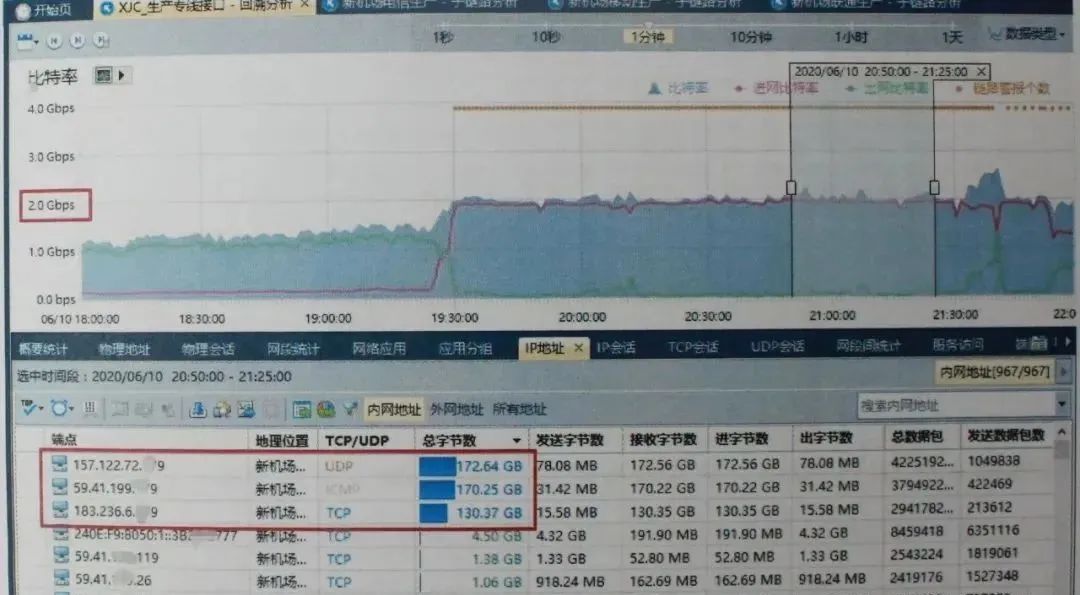 开始页 XJC_生产专线接口 - 回溯分析 × 新机场电信生产 - 子链路分析 新机场移动生产 - 子链路分析 新机场联通生产 - 子链路分析
1秒 10秒 1分钟 10分钟 1小时 1天 数据类型
比特率 2020/06/10 20:50:00 - 21:25:00 ×
比特率 进网比特率 出网比特率 链路警报个数
4.0 Gbps
3.0 Gbps
2.0 Gbps
1.0 Gbps
0.0 bps
06/10 18:00:00 18:30:00 19:00:00 19:30:00 20:00:00 20:30:00 21:00:00 21:30:00 22:0
概要统计 物理地址 物理会话 网段统计 网络应用 应用分组 IP地址 × IP会话 TCP会话 UDP会话 网段间统计 服务访问
选中时间段：2020/06/10 20:50:00 - 21:25:00 内网地址[967/967]
TOP 内网地址 外网地址 所有地址 搜索内网地址
端点 地理位置 TCP/UDP 总字节数 发送字节数 接收字节数 进字节数 出字节数 总数据包 发送数据包数
157.122.72. 9 新机场... UDP 172.64 GB 78.08 MB 172.56 GB 172.56 GB 78.08 MB 4225192... 1049838
59.41.199. 9 新机场... ICMP 170.25 GB 31.42 MB 170.22 GB 170.22 GB 31.42 MB 3794922... 422469
183.236.6. 9 新机场... TCP 130.37 GB 15.58 MB 130.35 GB 130.35 GB 15.58 MB 2941782... 213612
240E:F9:8050:1::3B2 777 新机场... TCP 4.50 GB 4.32 GB 191.90 MB 191.90 MB 4.32 GB 8459418 6351116
59.41. 119 新机场... TCP 1.38 GB 1.33 GB 52.80 MB 52.80 MB 1.33 GB 2543224 1819061
59.41. .26 新机场... TCP 1.06 GB 918.24 MB 162.69 MB 162.69 MB 918.24 MB 2419176 1527348